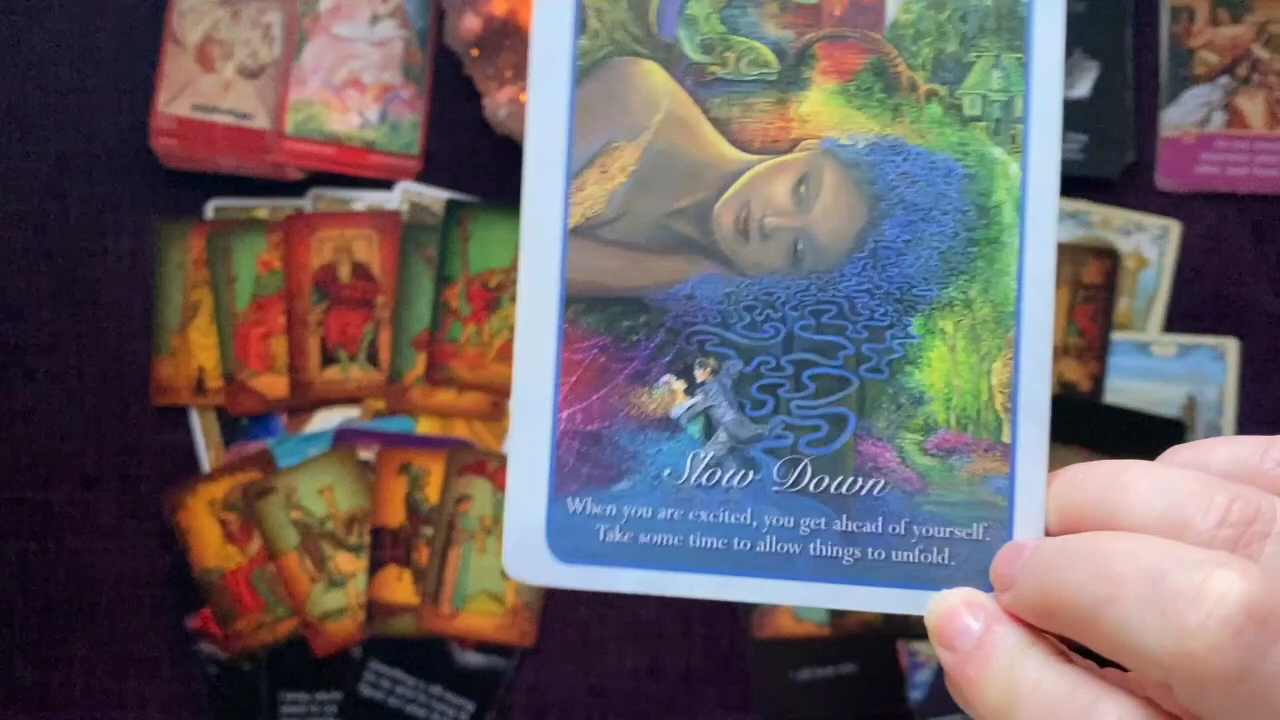 Slow Down
When you are excited, you get ahead of yourself.
Take some time to allow things to unfold.